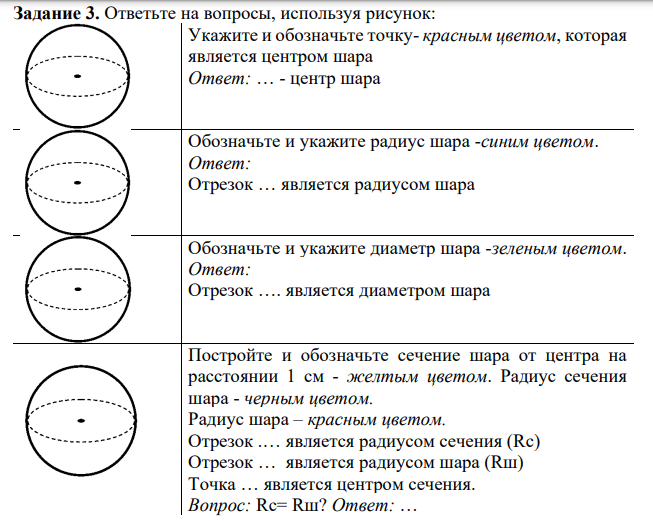 Задание 3. Ответьте на вопросы, используя рисунок:
Укажите и обозначьте точку- красным цветом, которая
является центром шара
Ответ: … - центр шара
Обозначьте и укажите радиус шара -синим цветом.
Ответ:
Отрезок … является радиусом шара
Обозначьте и укажите диаметр шара -зеленым цветом.
Ответ:
Отрезок …. является диаметром шара
Постройте и обозначьте сечение шара от центра на
расстоянии 1 см - желтым цветом. Радиус сечения
шара - черным цветом.
Радиус шара – красным цветом.
Отрезок …. является радиусом сечения (Rc)
Отрезок … является радиусом шара (Rш)
Точка … является центром сечения.
Вопрос: Rc= Rш? Ответ: …